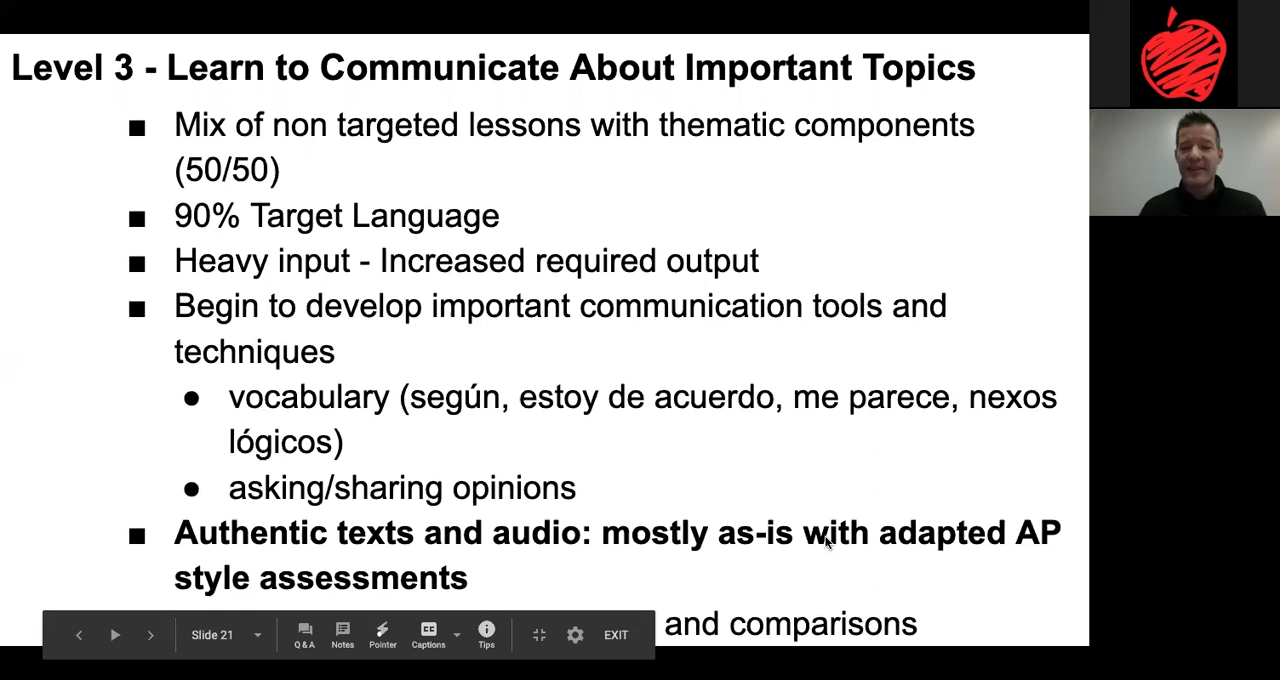 Level 3 - Learn to Communicate About Important Topics
■ Mix of non targeted lessons with thematic components
(50/50)
■ 90% Target Language
■ Heavy input - Increased required output
■ Begin to develop important communication tools and
techniques
● vocabulary (según, estoy de acuerdo, me parece, nexos
lógicos)
● asking/sharing opinions
■ Authentic texts and audio: mostly as-is with adapted AP
style assessments
and comparisons
Slide 21
Q & A
Notes
Pointer
Captions
Tips
EXIT